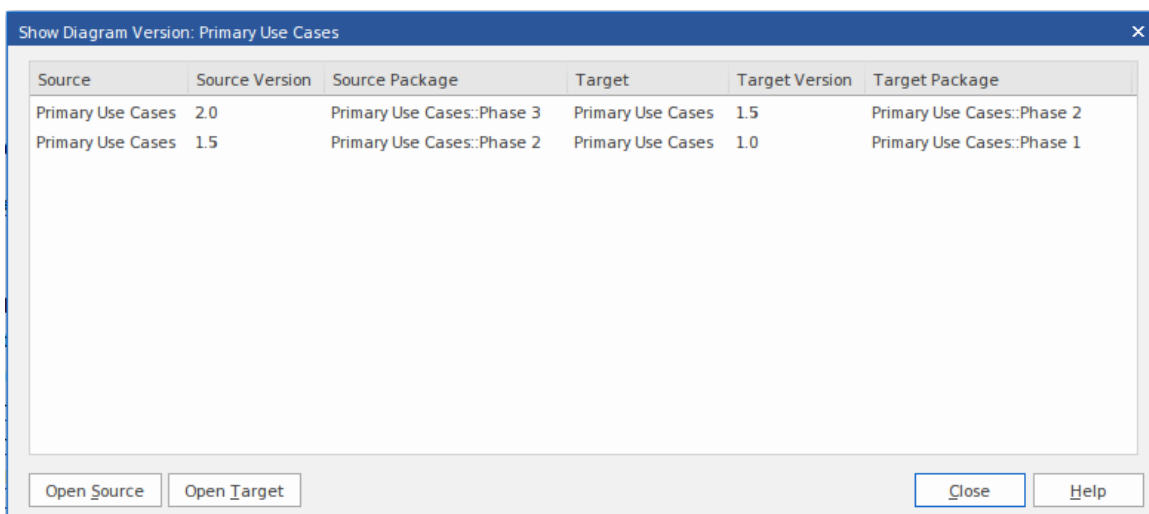 Show Diagram Version: Primary Use Cases
Source Source Version Source Package Target Target Version Target Package
Primary Use Cases 2.0 Primary Use Cases::Phase 3 Primary Use Cases 1.5 Primary Use Cases::Phase 2
Primary Use Cases 1.5 Primary Use Cases::Phase 2 Primary Use Cases 1.0 Primary Use Cases::Phase 1
Open Source Open Target Close Help